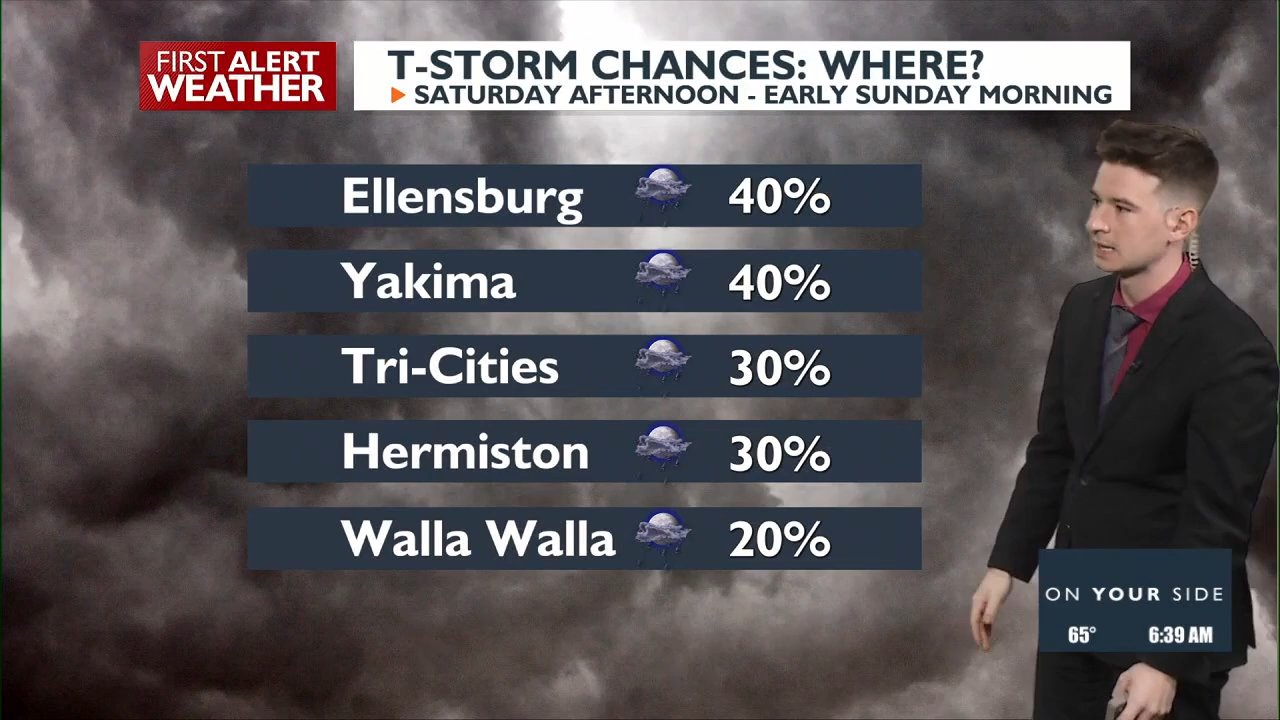 FIRST ALERT
WEATHER
T-STORM CHANCES: WHERE?
SATURDAY AFTERNOON - EARLY SUNDAY MORNING
Ellensburg 40%
Yakima 40%
Tri-Cities 30%
Hermiston 30%
Walla Walla 20%
ON YOUR SIDE
65° 6:39 AM